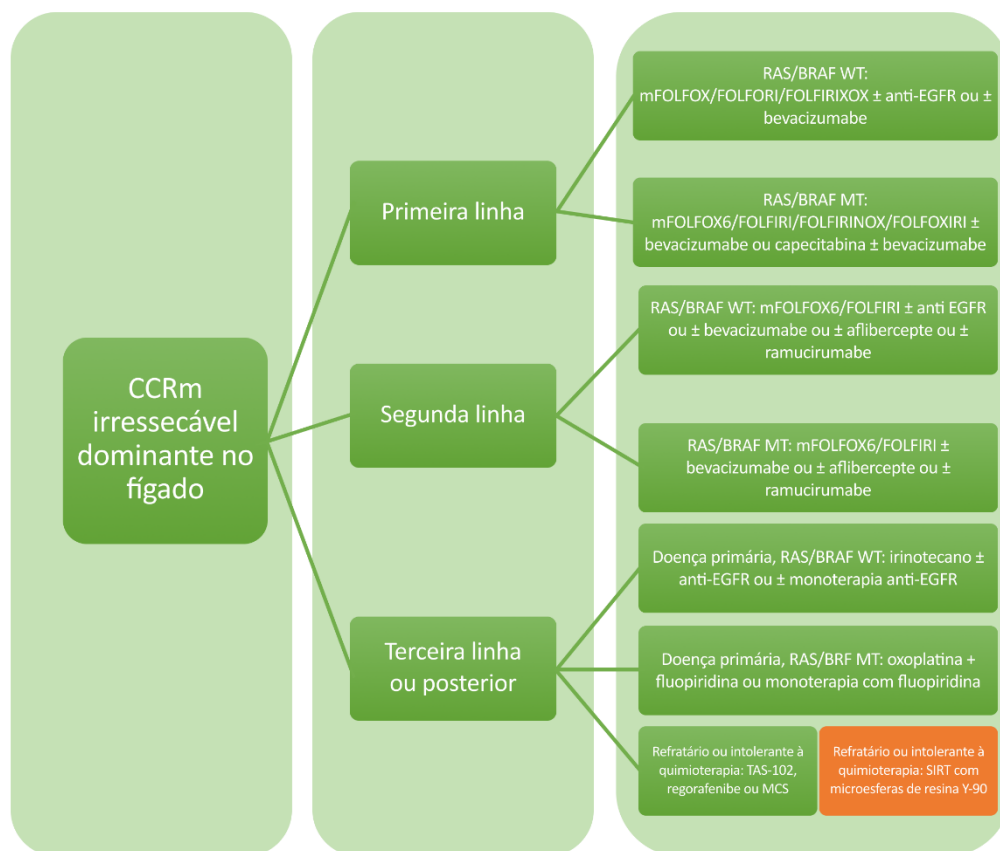 CCRm
irressecável
dominante no
fígado
Primeira linha
RAS/BRAF WT:
mFOLFOX/FOLFORI/FOLFIRIXOX ± anti-EGFR ou ±
bevacizumabe
RAS/BRAF MT:
mFOLFOX6/FOLFIRI/FOLFIRINOX/FOLFOXIRI ±
bevacizumabe ou capecitabina ± bevacizumabe
Segunda linha
RAS/BRAF WT: mFOLFOX6/FOLFIRI ± anti EGFR
ou ± bevacizumabe ou ± aflibercepte ou ±
ramucirumabe
RAS/BRAF MT: mFOLFOX6/FOLFIRI ±
bevacizumabe ou ± aflibercepte ou ±
ramucirumabe
Terceira linha
ou posterior
Doença primária, RAS/BRAF WT: irinotecano ±
anti-EGFR ou ± monoterapia anti-EGFR
Doença primária, RAS/BRF MT: oxoplatina +
fluopiridina ou monoterapia com fluopiridina
Refratário ou intolerante à
quimioterapia: TAS-102,
regorafenibe ou MCS
Refratário ou intolerante à
quimioterapia: SIRT com
microesferas de resina Y-90